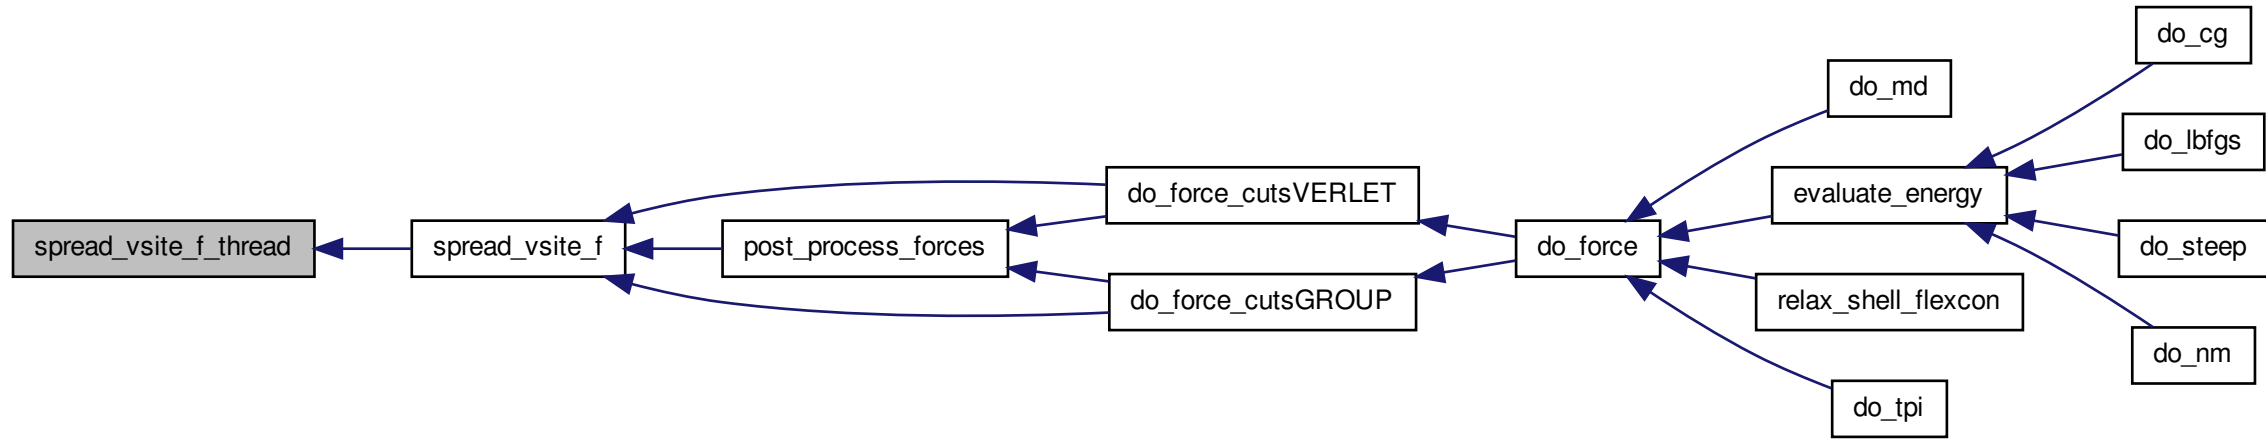 spread_vsite_f_thread
spread_vsite_f
post_process_forces
do_force_cutsVERLET
do_force_cutsGROUP
do_force
do_md
evaluate_energy
relax_shell_flexcon
do_tpi
do_cg
do_lbfgs
do_steep
do_nm